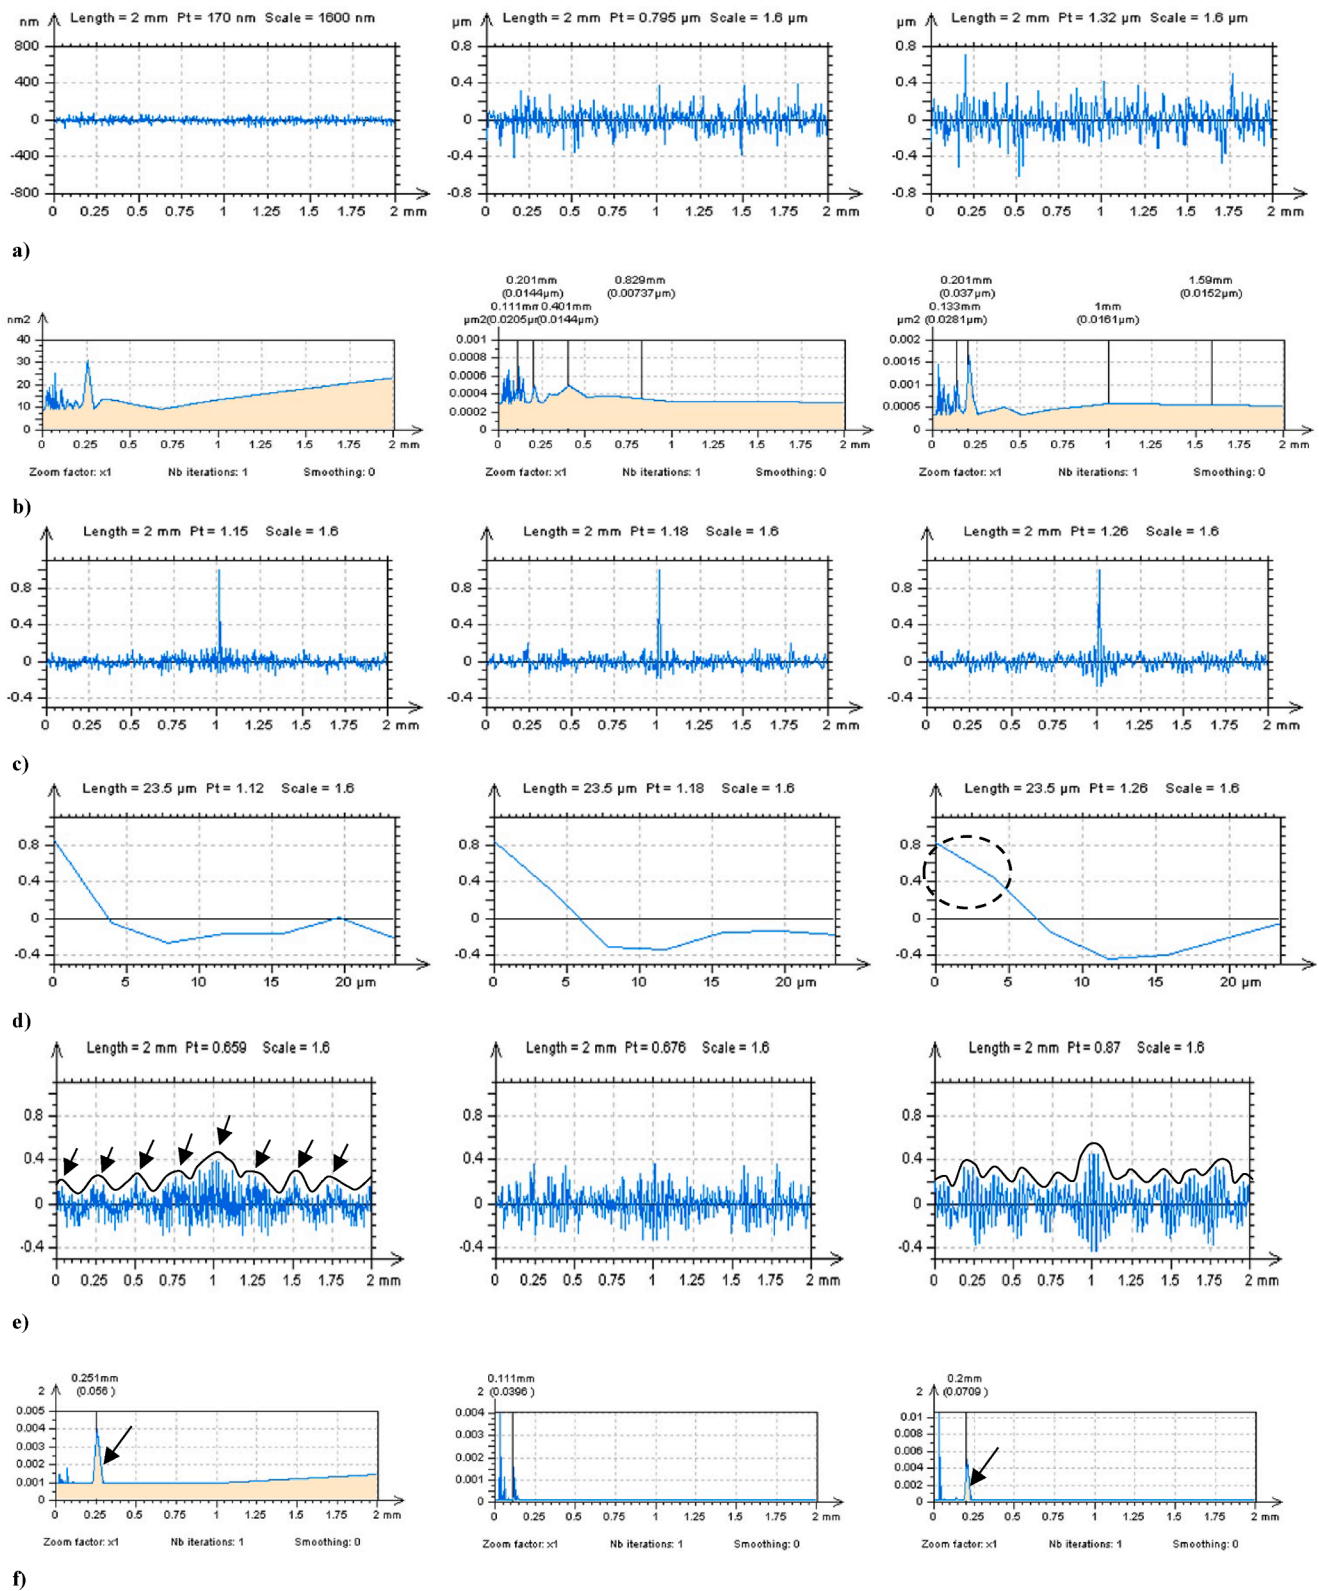 nm Length = 2 mm Pt = 170 nm Scale = 1600 nm
800
400
0
-400
-800
0 0.25 0.5 0.75 1 1.25 1.5 1.75 2 mm
µm Length = 2 mm Pt = 0.795 µm Scale = 1.6 µm
0.8
0.4
0
-0.4
-0.8
0 0.25 0.5 0.75 1 1.25 1.5 1.75 2 mm
µm Length = 2 mm Pt = 1.32 µm Scale = 1.6 µm
0.8
0.4
0
-0.4
-0.8
0 0.25 0.5 0.75 1 1.25 1.5 1.75 2 mm
a)
nm2
40
30
20
10
0
0 0.25 0.5 0.75 1 1.25 1.5 2 mm
Zoom factor: x1 Nb iterations: 1 Smoothing: 0
0.201mm 0.829mm
(0.0144µm) (0.00737µm)
0.111mm 0.401mm
µm2 (0.0205µm) (0.0144µm)
0.001
0.0008
0.0006
0.0004
0.0002
0 0.25 0.5 0.75 1 1.25 1.5 2 mm
Zoom factor: x1 Nb iterations: 1 Smoothing: 0
0.201mm 1.59mm
(0.037µm) (0.0152µm)
0.133mm 1mm
µm2 (0.0281µm) (0.0161µm)
0.002
0.0015
0.001
0.0005
0
0 0.25 0.5 0.75 1 1.25 1.5 2 mm
Zoom factor: x1 Nb iterations: 1 Smoothing: 0
b)
Length = 2 mm Pt = 1.15 Scale = 1.6
0.8
0.4
0
-0.4
0 0.25 0.5 0.75 1 1.25 1.5 1.75 2 mm
Length = 2 mm Pt = 1.18 Scale = 1.6
0.8
0.4
0
-0.4
0 0.25 0.5 0.75 1 1.25 1.5 1.75 2 mm
Length = 2 mm Pt = 1.26 Scale = 1.6
0.8
0.4
0
-0.4
0 0.25 0.5 0.75 1 1.25 1.5 1.75 2 mm
c)
Length = 23.5 µm Pt = 1.12 Scale = 1.6
0.8
0.4
0
-0.4
0 5 10 15 20 µm
Length = 23.5 µm Pt = 1.18 Scale = 1.6
0.8
0.4
0
-0.4
0 5 10 15 20 µm
Length = 23.5 µm Pt = 1.26 Scale = 1.6
0.8
0.4
0
-0.4
0 5 10 15 20 µm
d)
Length = 2 mm Pt = 0.659 Scale = 1.6
0.8
0.4
0
-0.4
0 0.25 0.5 0.75 1 1.25 1.5 1.75 2 mm
Length = 2 mm Pt = 0.676 Scale = 1.6
0.8
0.4
0
-0.4
0 0.25 0.5 0.75 1 1.25 1.5 1.75 2 mm
Length = 2 mm Pt = 0.87 Scale = 1.6
0.8
0.4
0
-0.4
0 0.25 0.5 0.75 1 1.25 1.5 1.75 2 mm
e)
0.251mm
2 (0.056 )
0.005
0.004
0.003
0.002
0.001
0
0 0.25 0.5 0.75 1 1.25 1.5 2 mm
Zoom factor: x1 Nb iterations: 1 Smoothing: 0
0.111mm
2 (0.0396)
0.004
0.003
0.002
0.001
0
0 0.25 0.5 0.75 1 1.25 1.5 2 mm
Zoom factor: x1 Nb iterations: 1 Smoothing: 0
0.2mm
2 (0.0709 )
0.01
0.008
0.006
0.004
0.002
0
0 0.25 0.5 0.75 1 1.25 1.5 2 mm
Zoom factor: x1 Nb iterations: 1 Smoothing: 0
f)